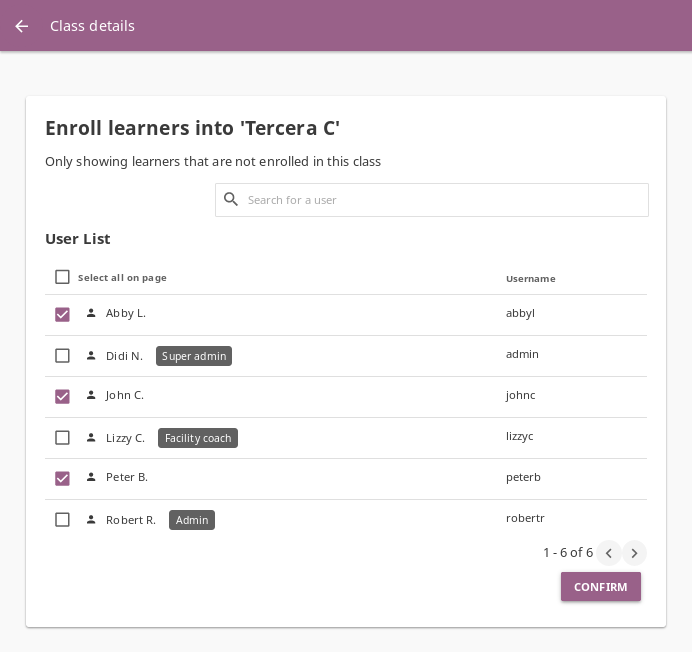 Class details
Enroll learners into 'Tercera C'
Only showing learners that are not enrolled in this class
Search for a user
User List
Select all on page Username
Abby L. abbyl
Didi N. Super admin admin
John C. johnc
Lizzy C. Facility coach lizzyc
Peter B. peterb
Robert R. Admin robertr
1 - 6 of 6
CONFIRM